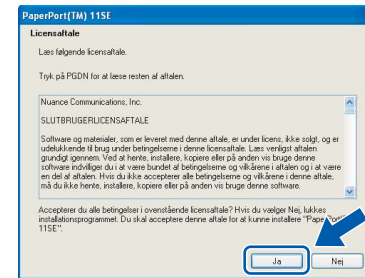 PaperPort(TM) 11SE
Licensaftale
Læs følgende licensaftale.
Tryk på PGDN for at læse resten af aftalen.
Nuance Communications, Inc.
SLUTBRUGERLICENSAFTALE
Software og materialer, som er leveret med denne aftale, er under licens, ikke solgt, og er
udelukkende til brug under betingelserne i denne licensaftale. Læs venligst aftalen
grundigt igennem. Ved at hente, installere, kopiere eller på anden vis bruge denne
software indvilliger du i at være bundet af betingelserne og vilkårene i aftalen og i at være
en del af aftalen. Hvis du ikke accepterer alle betingelserne og vilkårene i denne aftale,
må du ikke hente, installere, kopiere eller på anden vis bruge denne software.
Accepterer du alle betingelser i ovenstående licensaftale? Hvis du vælger Nej, lukkes
installationsprogrammet. Du skal acceptere denne aftale for at kunne installere "PaperPort
11SE".
Ja
Nej